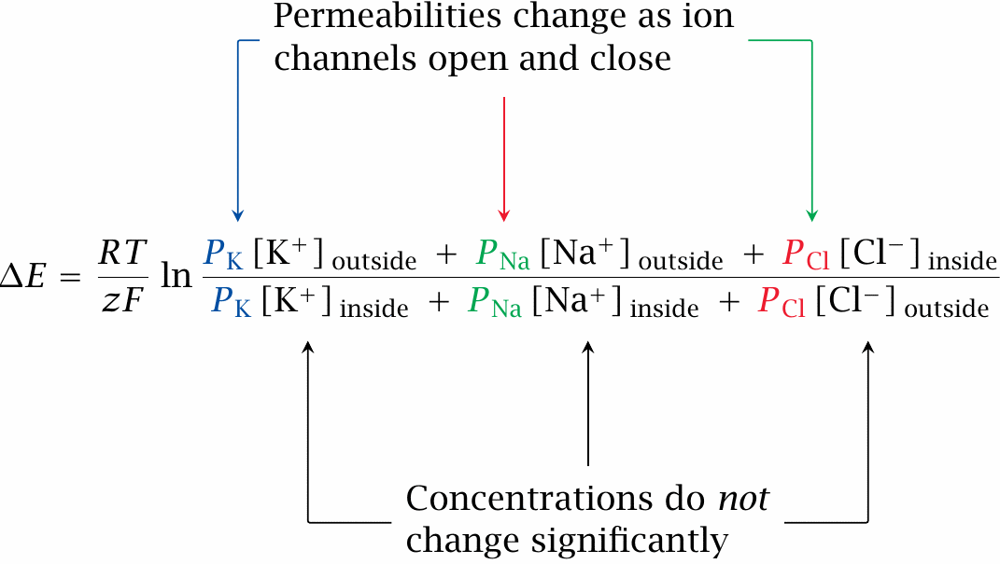 Permeabilities change as ion
channels open and close
ΔE = RT/zF ln (P_K [K⁺]_outside + P_Na [Na⁺]_outside + P_Cl [Cl⁻]_inside)/(P_K [K⁺]_inside + P_Na [Na⁺]_inside + P_Cl [Cl⁻]_outside)
Concentrations do not
change significantly